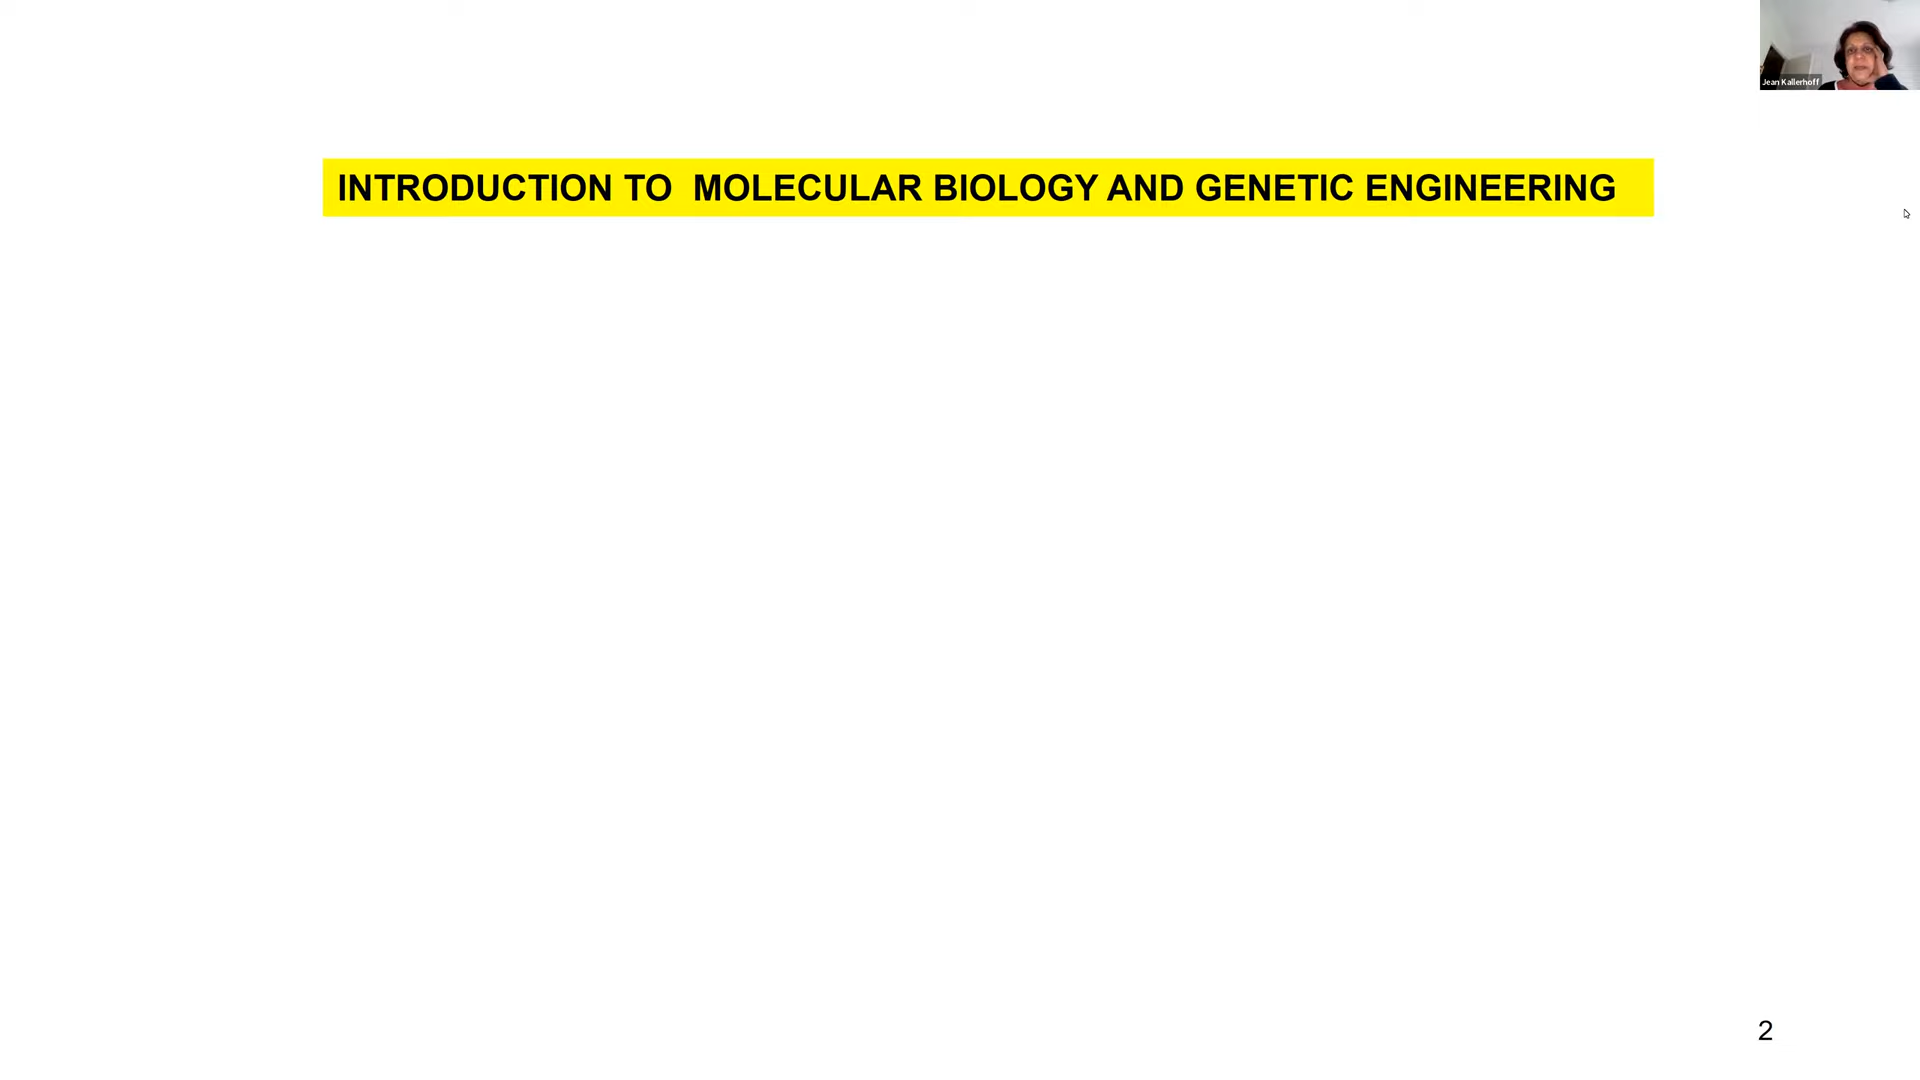 Jean Kallerhoff
INTRODUCTION TO  MOLECULAR BIOLOGY AND GENETIC ENGINEERING
2